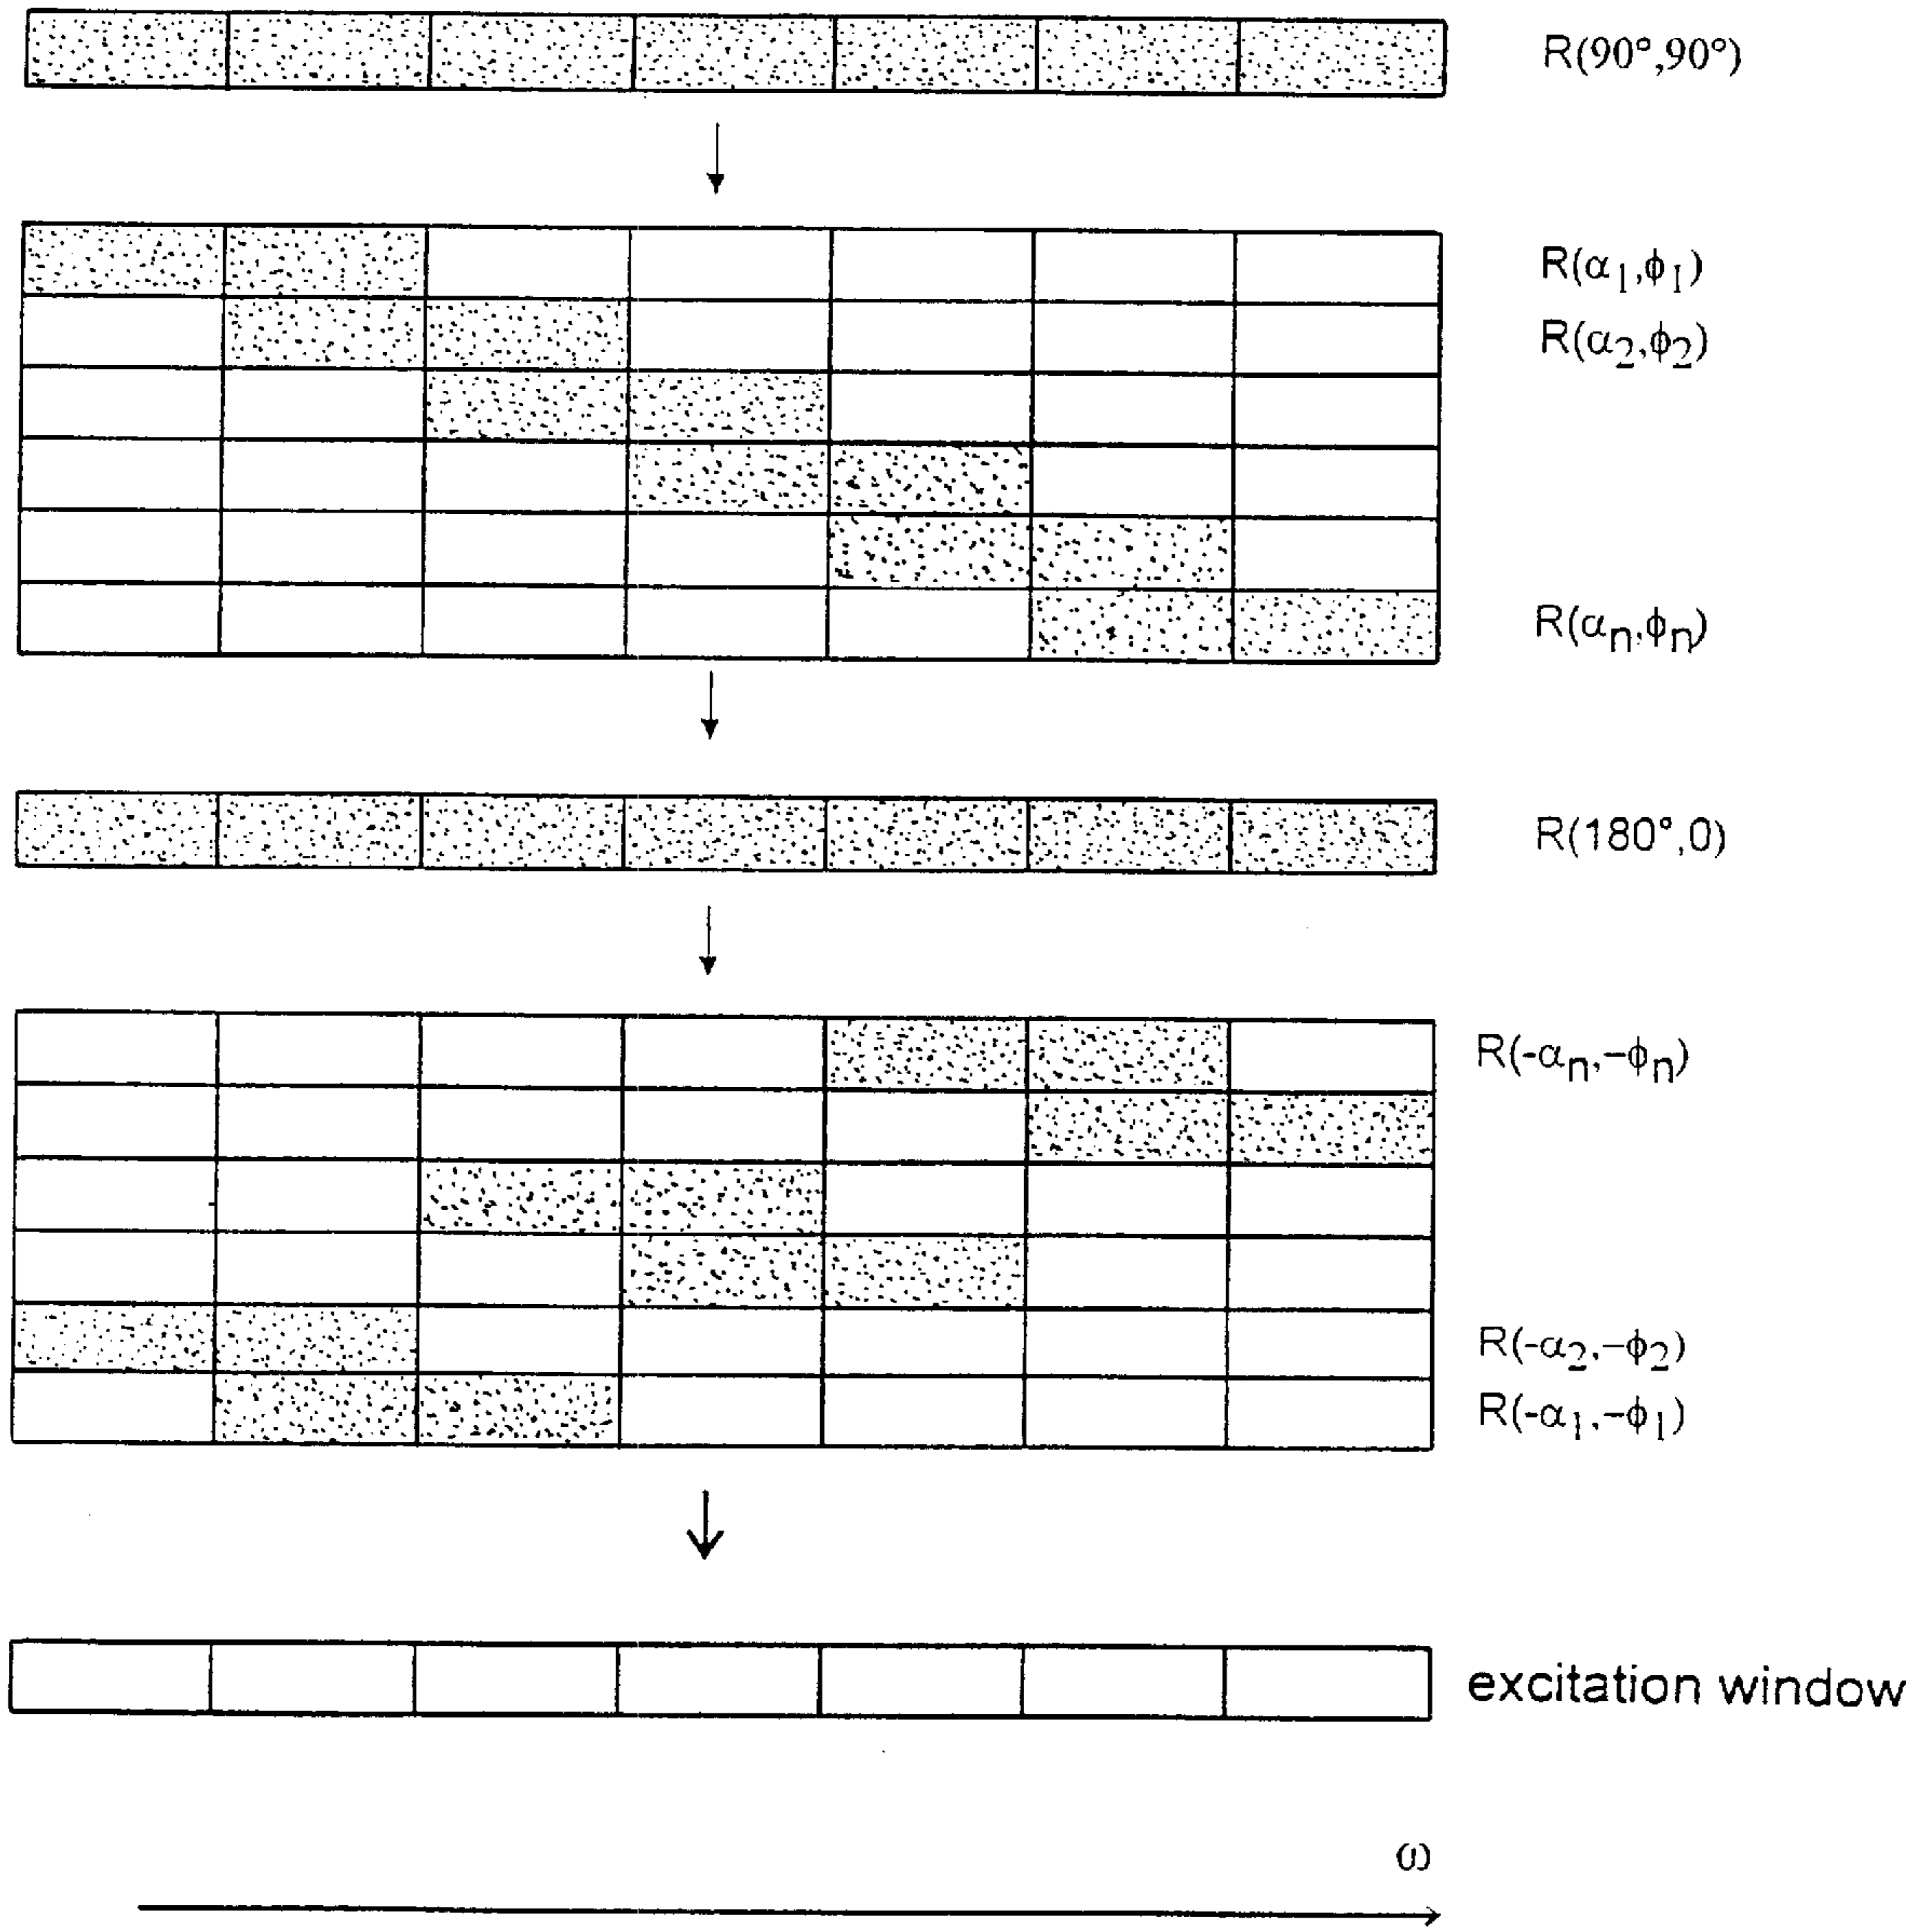 R(90°,90°)
R(α1,ϕ1)
R(α2,ϕ2)
R(αn,ϕn)
R(180°,0)
R(-αn,-ϕn)
R(-α2,-ϕ2)
R(-α1,-ϕ1)
excitation window
ω